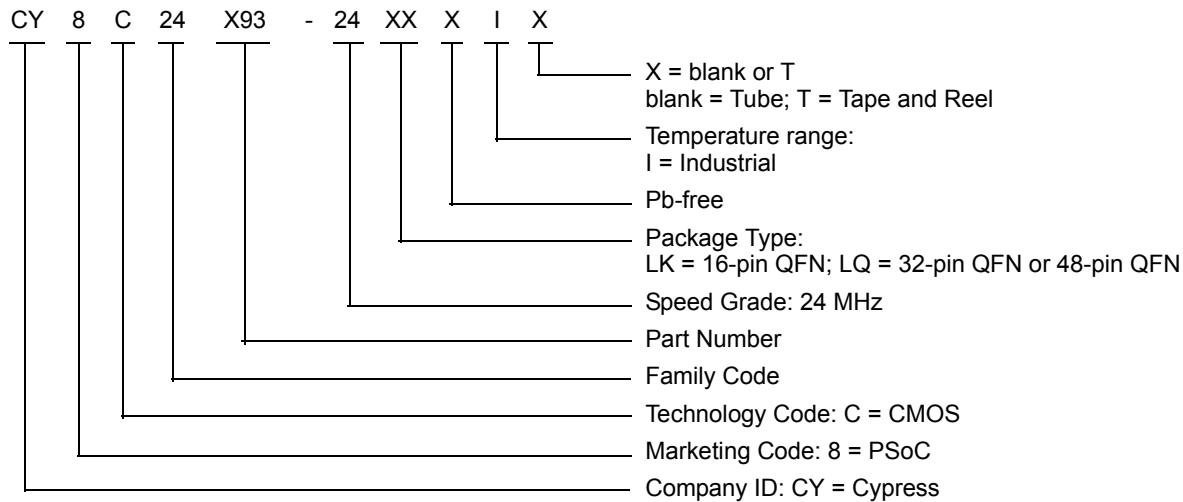 CY 8 C 24 X93 - 24 XX X I X
X = blank or T
blank = Tube; T = Tape and Reel
Temperature range:
I = Industrial
Pb-free
Package Type:
LK = 16-pin QFN; LQ = 32-pin QFN or 48-pin QFN
Speed Grade: 24 MHz
Part Number
Family Code
Technology Code: C = CMOS
Marketing Code: 8 = PSoC
Company ID: CY = Cypress